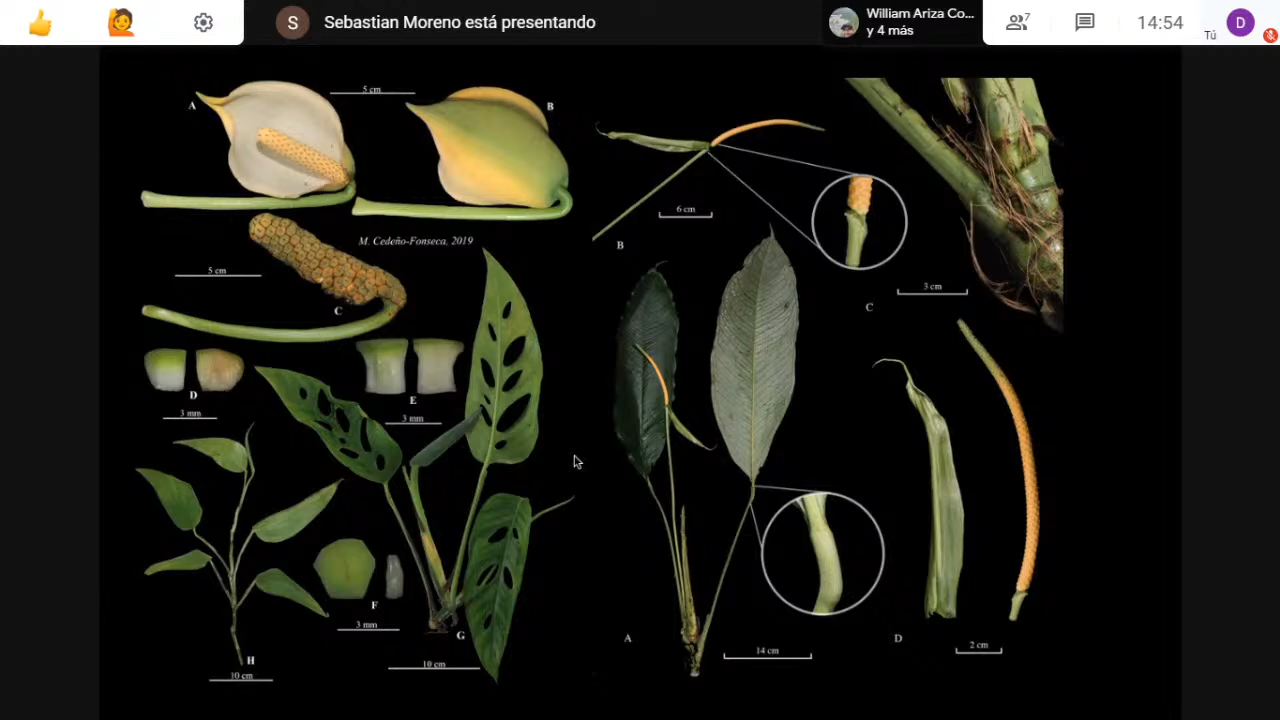 S
Sebastian Moreno está presentando
William Ariza Co...
y 4 más
7
14:54
Tú
D
A
5 cm
B
M. Cedeño-Fonseca, 2019
5 cm
C
D
3 mm
E
3 mm
F
3 mm
G
10 cm
H
10 cm
B
6 cm
C
3 cm
A
14 cm
D
2 cm